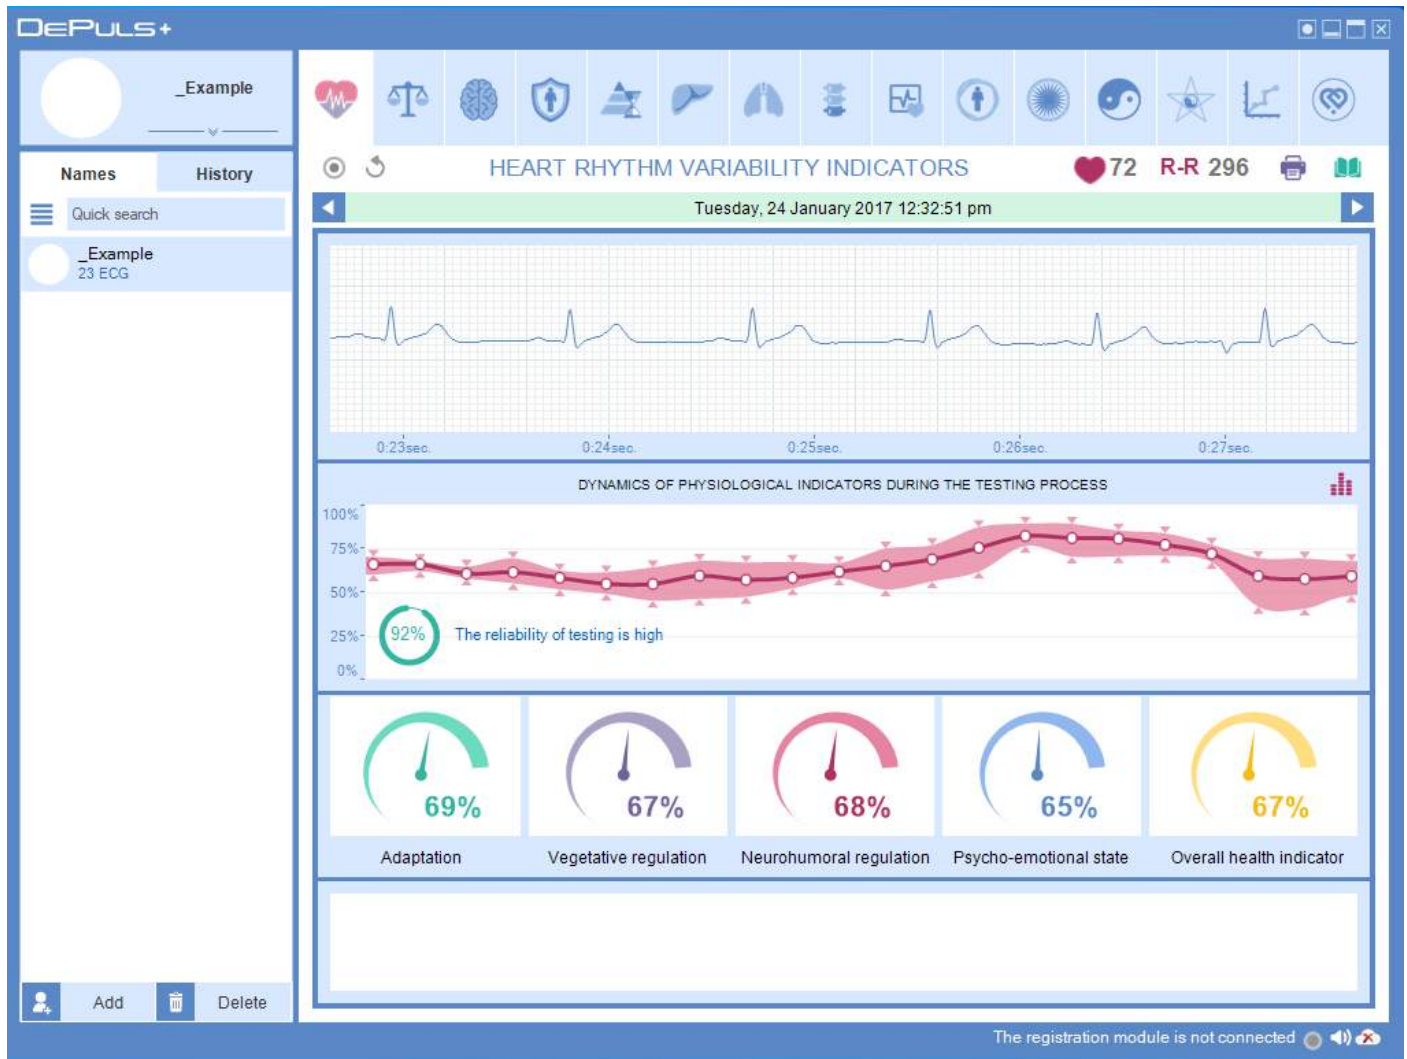 DEPULS+
_Example
Names
History
Quick search
_Example
23 ECG
Add
Delete
HEART RHYTHM VARIABILITY INDICATORS
72
R-R 296
Tuesday, 24 January 2017 12:32:51 pm
0:23sec.
0:24sec.
0:25sec.
0:26sec.
0:27sec.
DYNAMICS OF PHYSIOLOGICAL INDICATORS DURING THE TESTING PROCESS
100%
75%
50%
25%
0%
92%
The reliability of testing is high
69%
67%
68%
65%
67%
Adaptation
Vegetative regulation
Neurohumoral regulation
Psycho-emotional state
Overall health indicator
The registration module is not connected